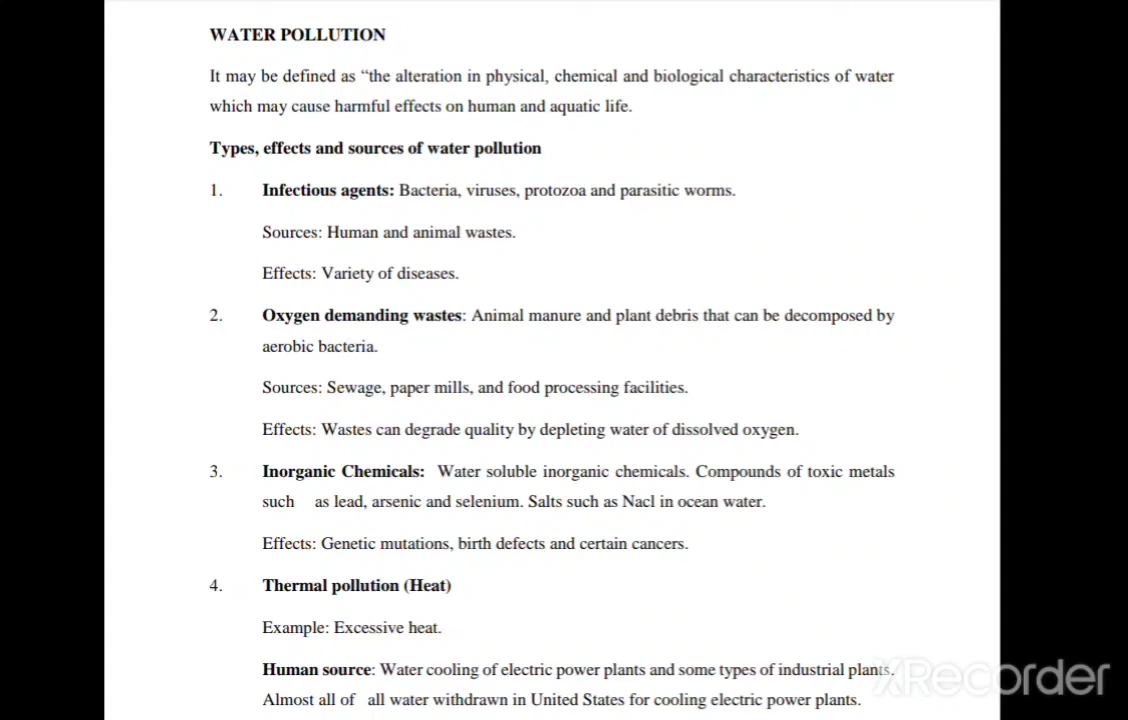 WATER POLLUTION
It may be defined as “the alteration in physical, chemical and biological characteristics of water
which may cause harmful effects on human and aquatic life.
Types, effects and sources of water pollution
1. Infectious agents: Bacteria, viruses, protozoa and parasitic worms.
Sources: Human and animal wastes.
Effects: Variety of diseases.
2. Oxygen demanding wastes: Animal manure and plant debris that can be decomposed by
aerobic bacteria.
Sources: Sewage, paper mills, and food processing facilities.
Effects: Wastes can degrade quality by depleting water of dissolved oxygen.
3. Inorganic Chemicals: Water soluble inorganic chemicals. Compounds of toxic metals
such as lead, arsenic and selenium. Salts such as Nacl in ocean water.
Effects: Genetic mutations, birth defects and certain cancers.
4. Thermal pollution (Heat)
Example: Excessive heat.
Human source: Water cooling of electric power plants and some types of industrial plants.
Almost all of all water withdrawn in United States for cooling electric power plants.
XRecorder